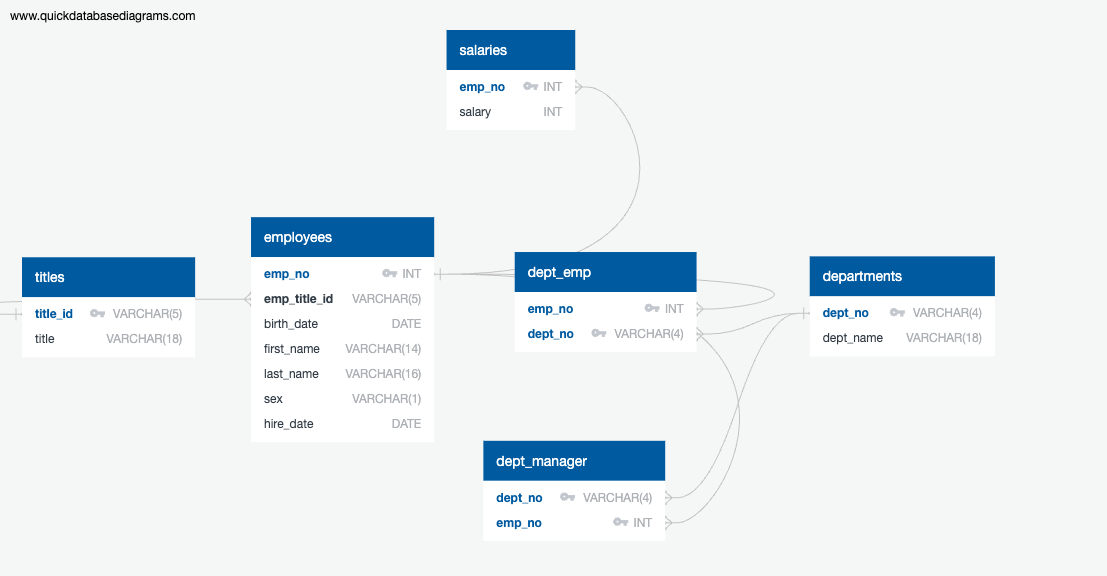 www.quickdatabasediagrams.com
salaries
emp_no INT
salary INT
employees
emp_no INT
emp_title_id VARCHAR(5)
birth_date DATE
first_name VARCHAR(14)
last_name VARCHAR(16)
sex VARCHAR(1)
hire_date DATE
titles
title_id VARCHAR(5)
title VARCHAR(18)
dept_emp
emp_no INT
dept_no VARCHAR(4)
departments
dept_no VARCHAR(4)
dept_name VARCHAR(18)
dept_manager
dept_no VARCHAR(4)
emp_no INT